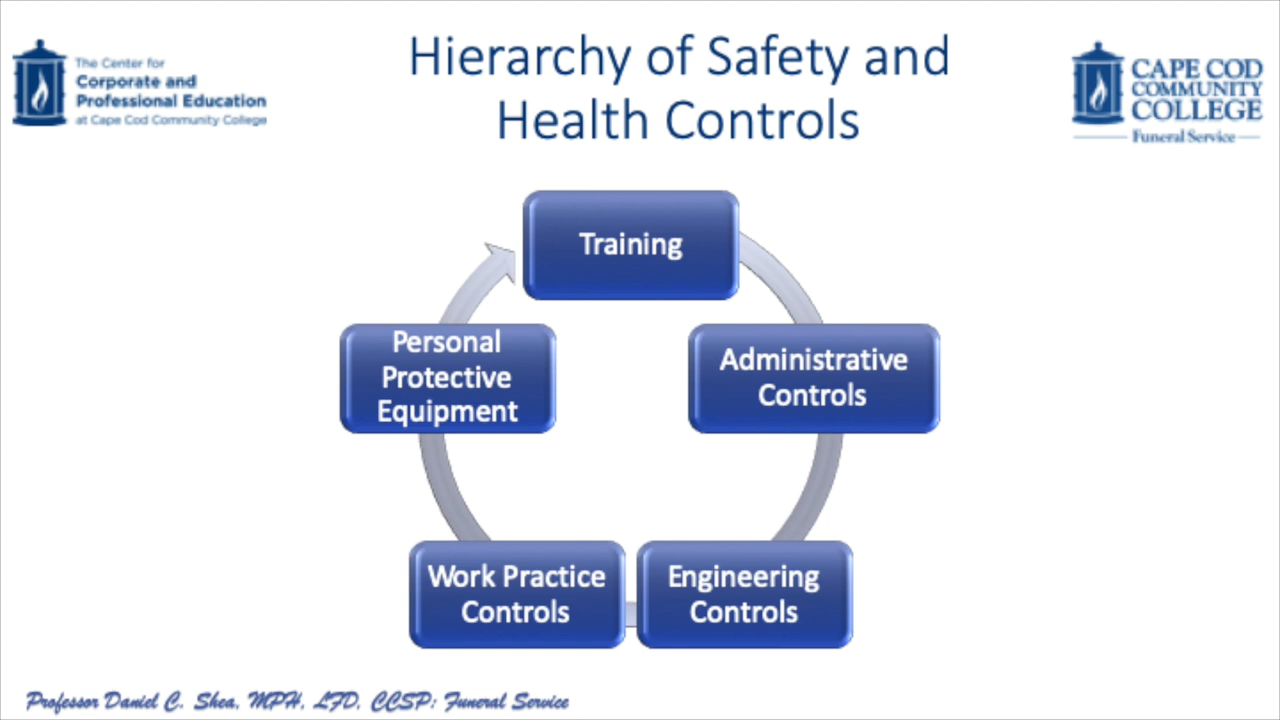 Hierarchy of Safety and
Health Controls
The Center for
Corporate and
Professional Education
at Cape Cod Community College
CAPE COD
COMMUNITY
COLLEGE
Funeral Service
Training
Administrative
Controls
Engineering
Controls
Work Practice
Controls
Personal
Protective
Equipment
Professor Daniel C. Shea, MPH, LFD, CCSP: Funeral Service